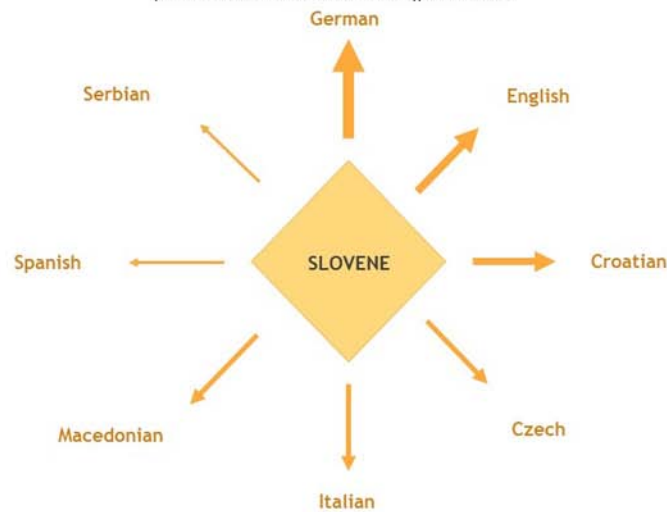 German
Serbian
English
Spanish
SLOVENE
Croatian
Macedonian
Czech
Italian